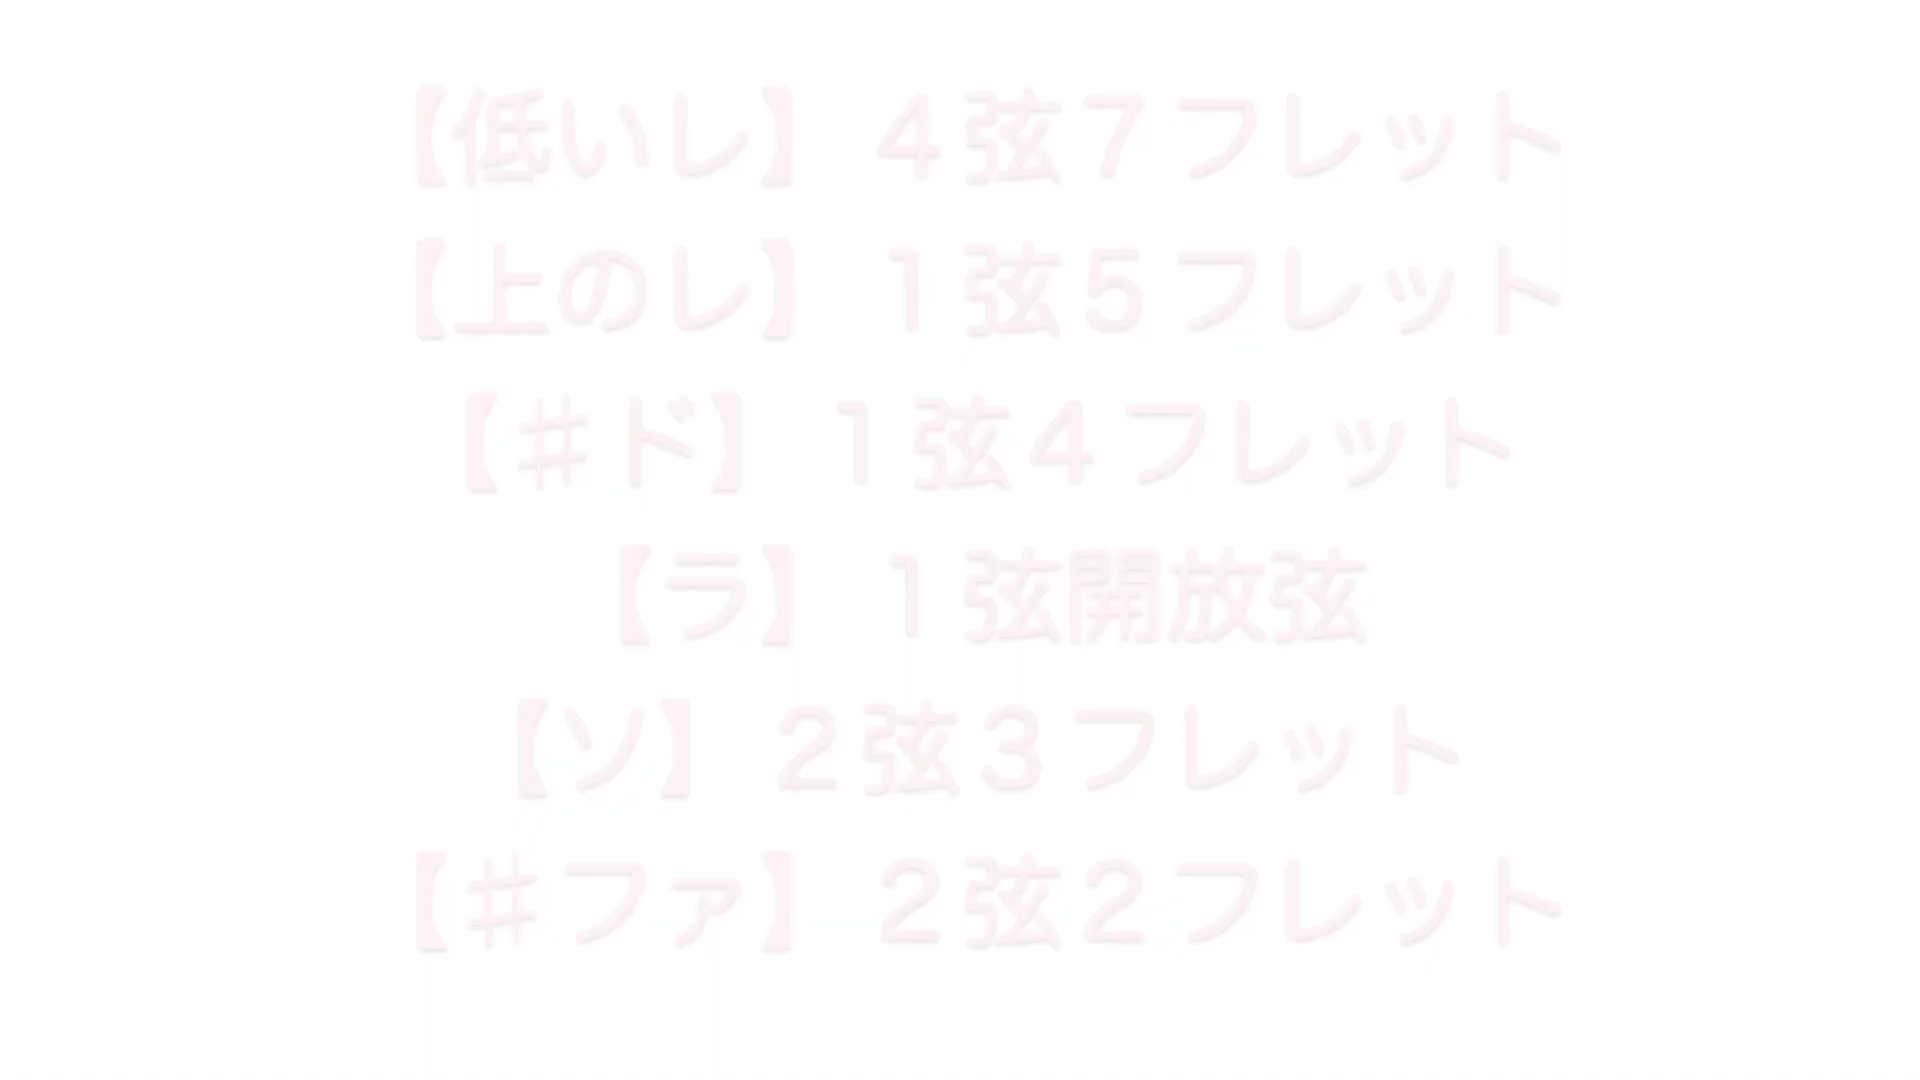 【低いレ】４弦７フレット
【上のレ】１弦５フレット
【♯ド】１弦４フレット
【ラ】１弦開放弦
【ソ】２弦３フレット
【♯ファ】２弦２フレット